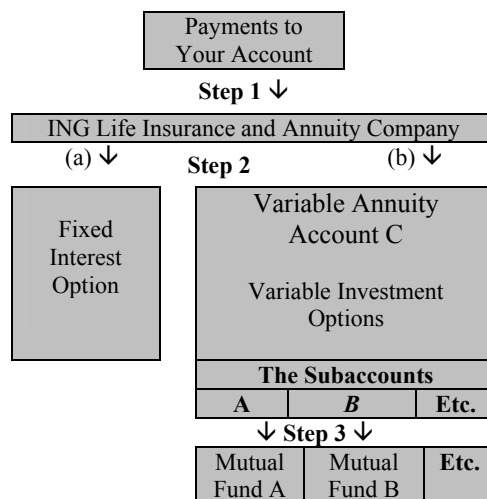 Payments to
Your Account
Step 1 ↓
ING Life Insurance and Annuity Company
(a) ↓ Step 2 (b) ↓
Fixed
Interest
Option
Variable Annuity
Account C
Variable Investment
Options
The Subaccounts
A B Etc.
↓ Step 3 ↓
Mutual Fund A
Mutual Fund B
Etc.